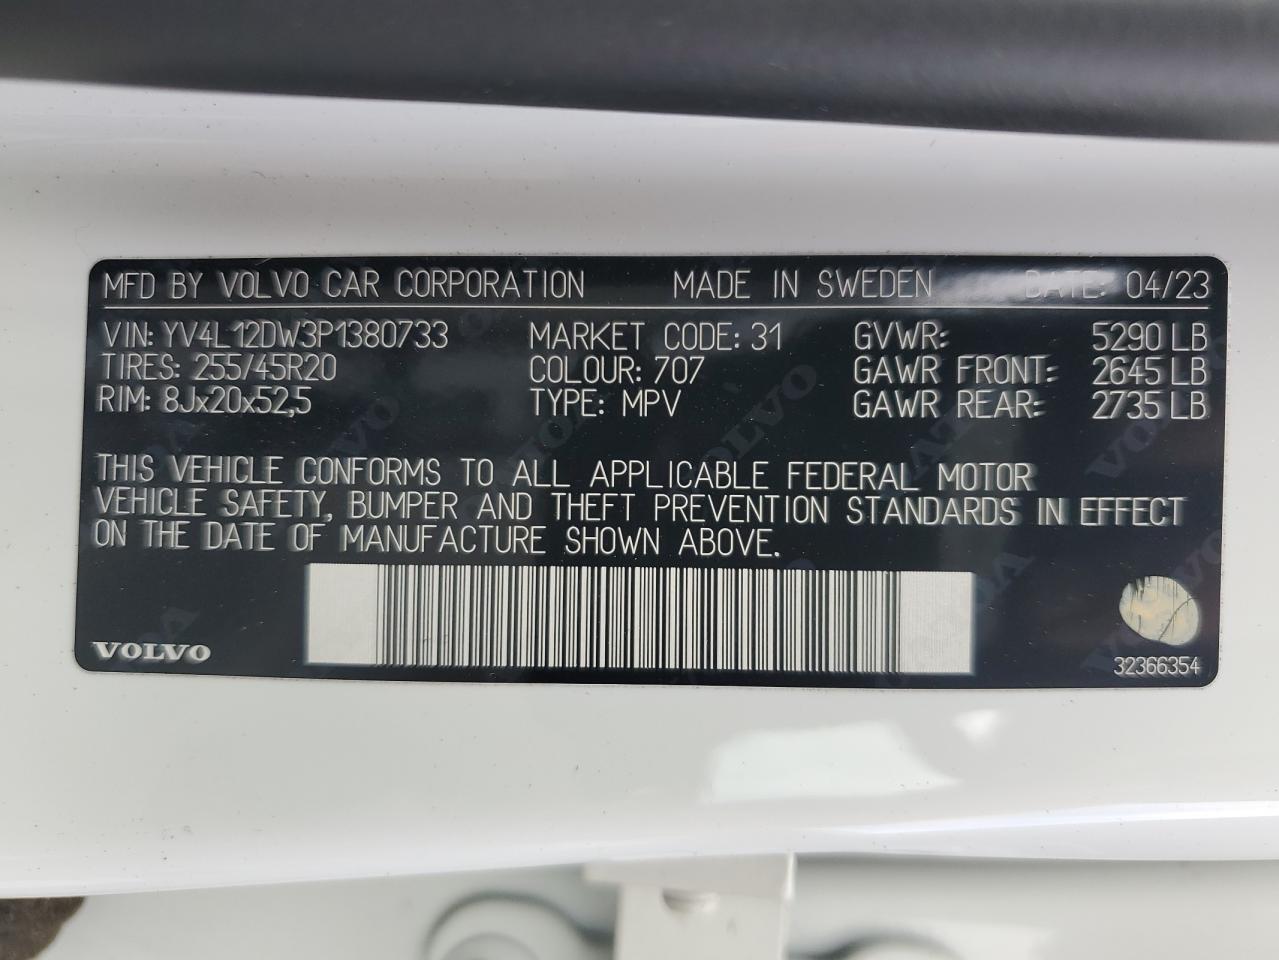 MFD BY VOLVO CAR CORPORATION MADE IN SWEDEN DATE: 04/23
VIN: YV4L12DW3P1380733 MARKET CODE: 31 GVWR: 5290 LB
TIRES: 255/45R20 COLOUR: 707 GAWR FRONT: 2645 LB
RIM: 8Jx20x52,5 TYPE: MPV GAWR REAR: 2735 LB
THIS VEHICLE CONFORMS TO ALL APPLICABLE FEDERAL MOTOR
VEHICLE SAFETY, BUMPER AND THEFT PREVENTION STANDARDS IN EFFECT
ON THE DATE OF MANUFACTURE SHOWN ABOVE.
VOLVO
32366354